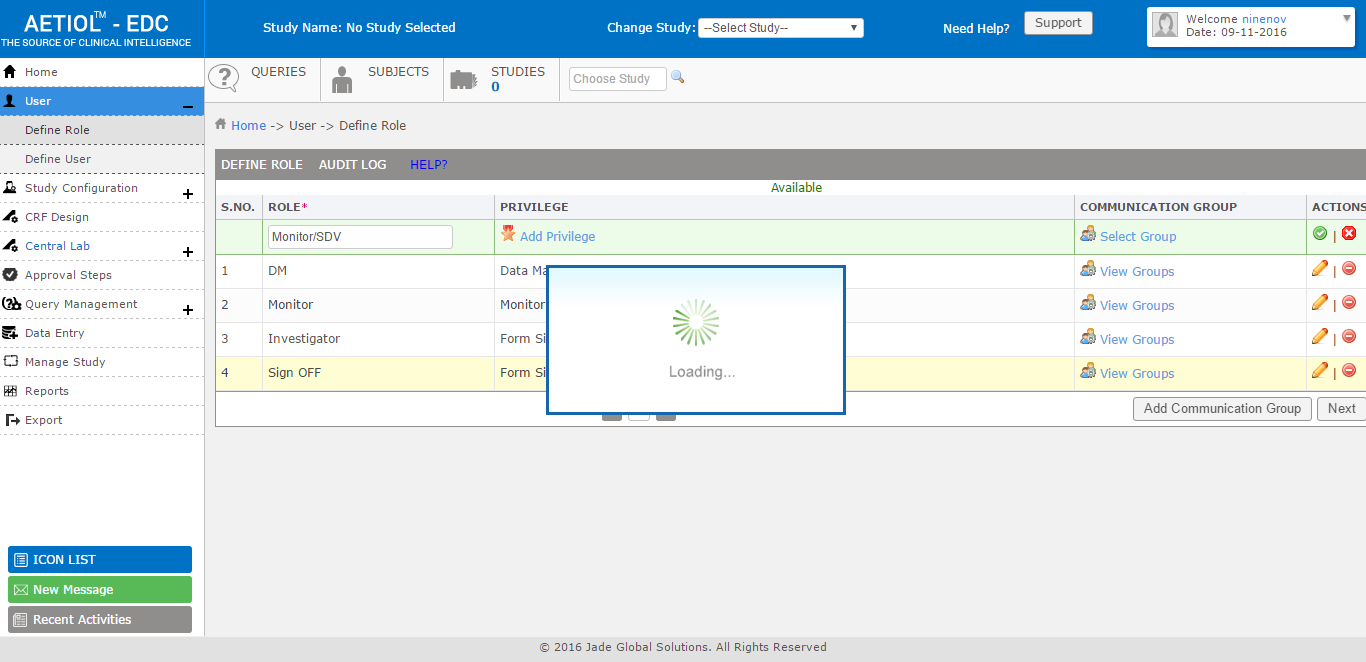 AETIOL™ - EDC
THE SOURCE OF CLINICAL INTELLIGENCE
Study Name: No Study Selected
Change Study: --Select Study--
Need Help? Support
Welcome ninenov
Date: 09-11-2016
Home
User
Define Role
Define User
Study Configuration
CRF Design
Central Lab
Approval Steps
Query Management
Data Entry
Manage Study
Reports
Export
ICON LIST
New Message
Recent Activities
QUERIES
SUBJECTS
STUDIES
0
Choose Study
Home -> User -> Define Role
DEFINE ROLE AUDIT LOG HELP?
Available
S.NO. ROLE* PRIVILEGE COMMUNICATION GROUP ACTIONS
Monitor/SDV Add Privilege Select Group |
1 DM Data Ma View Groups |
2 Monitor Monitor View Groups |
3 Investigator Form Si View Groups |
4 Sign OFF Form Si View Groups |
Loading...
Add Communication Group Next
© 2016 Jade Global Solutions. All Rights Reserved